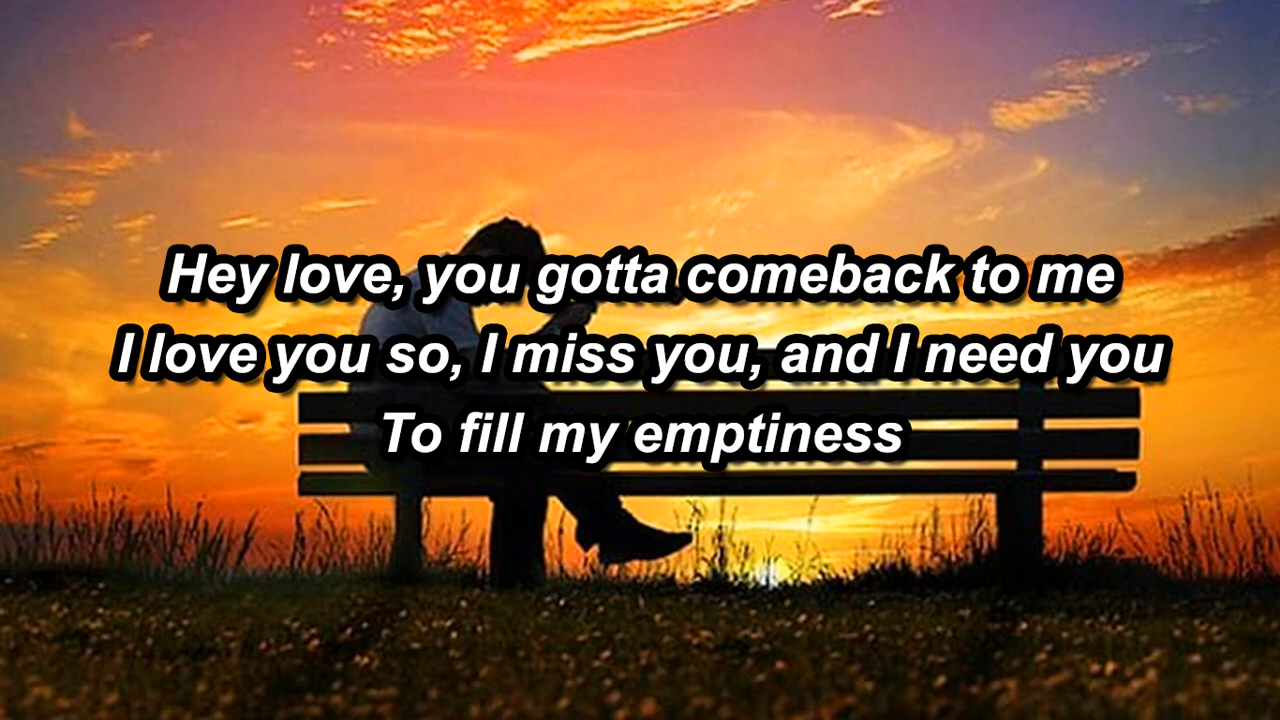 Hey love, you gotta comeback to me
I love you so, I miss you, and I need you
To fill my emptiness